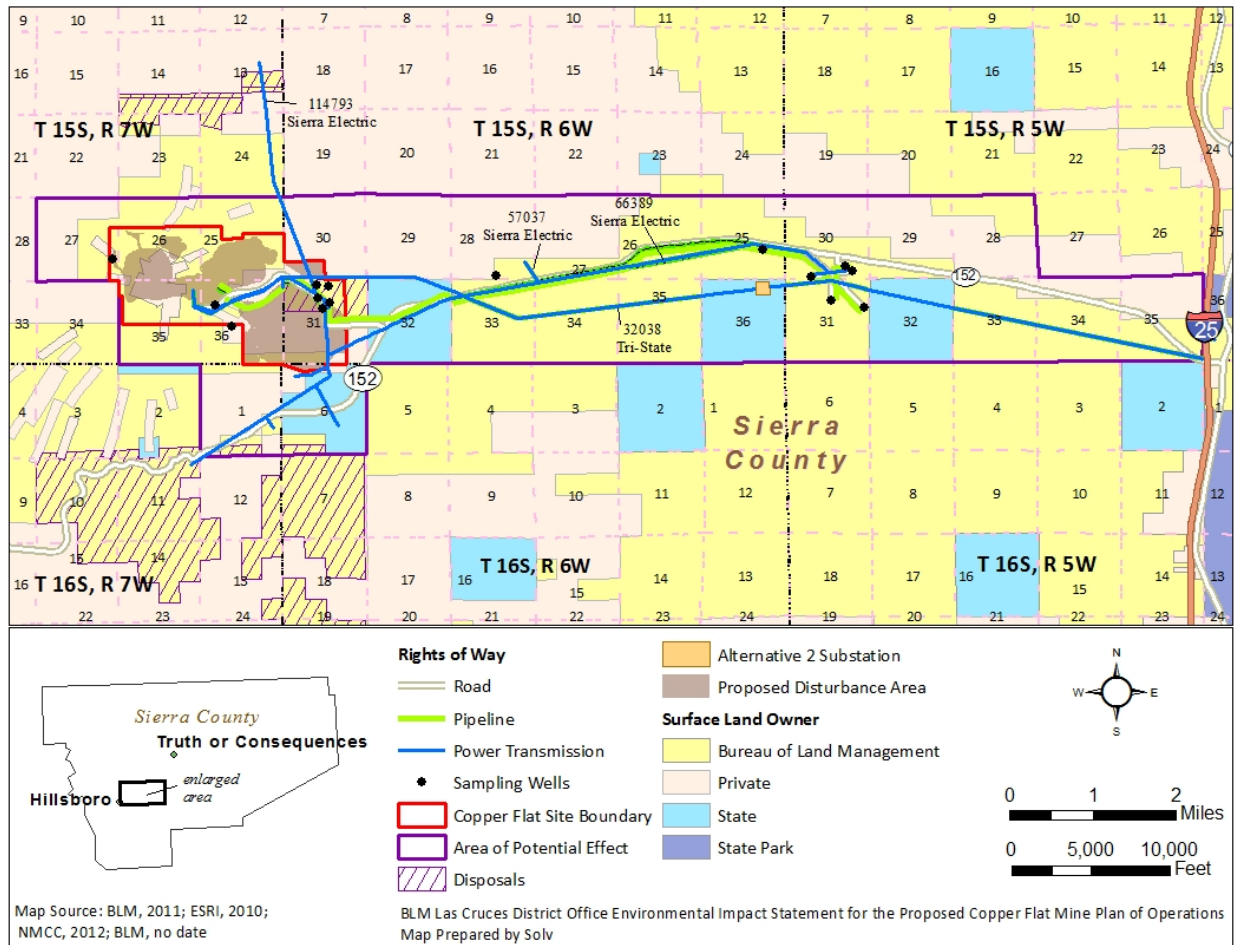 9 10 11 12 7 8 9 10 11 12 7 8 9 10 11 12
16 15 14 13 18 17 16 15 14 13 18 17 16 15 14 13
114793
Sierra Electric
T 15S, R 7W T 15S, R 6W T 15S, R 5W
21 22 23 24 19 20 21 22 23 24 19 20 21 22 23 24
66389
Sierra Electric
57037
Sierra Electric
28 27 26 25 30 29 28 27 26 25 30 29 28 27 26 25
152
33 34 35 36 31 32 33 34 35 36 31 32 33 34 35 36
25
32038
Tri-State
152
4 3 2 1 6 5 4 3 2 1 6 5 4 3 2 1
Sierra
County
9 10 11 12 7 8 9 10 11 12 7 8 9 10 11 12
T 16S, R 7W T 16S, R 6W T 16S, R 5W
16 15 14 13 18 17 16 15 14 13 18 17 16 15 14 13
22 23 24 19 20 21 22 23 24 19 20 21 22 23 24
Sierra County
Truth or Consequences
enlarged
area
Hillsboro
Map Source: BLM, 2011; ESRI, 2010;
NMCC, 2012; BLM, no date
Rights of Way
Road
Pipeline
Power Transmission
Sampling Wells
Copper Flat Site Boundary
Area of Potential Effect
Disposals
Alternative 2 Substation
Proposed Disturbance Area
Surface Land Owner
Bureau of Land Management
Private
State
State Park
N
W E
S
0 1 2
Miles
0 5,000 10,000
Feet
BLM Las Cruces District Office Environmental Impact Statement for the Proposed Copper Flat Mine Plan of Operations
Map Prepared by Solv